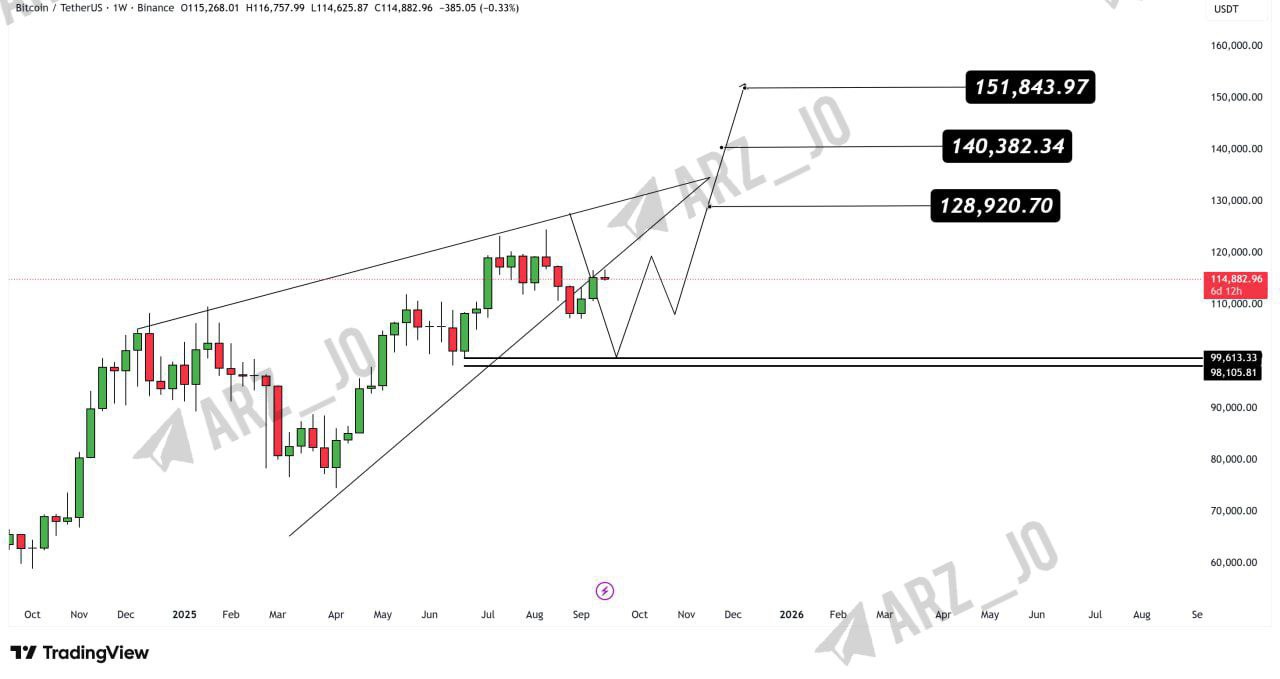 Bitcoin / TetherUS · 1W · Binance O115,268.01 H116,757.99 L114,625.87 C114,882.96 −385.05 (−0.33%)
USDT
160,000.00
151,843.97
150,000.00
140,382.34
140,000.00
130,000.00
128,920.70
120,000.00
114,882.96
6d 12h
110,000.00
99,613.33
98,105.81
90,000.00
80,000.00
70,000.00
60,000.00
ARZ__JO
ARZ__JO
ARZ__JO
Oct Nov Dec 2025 Feb Mar Apr May Jun Jul Aug Sep Oct Nov Dec 2026 Feb Mar Apr May Jun Jul Aug Se
TradingView